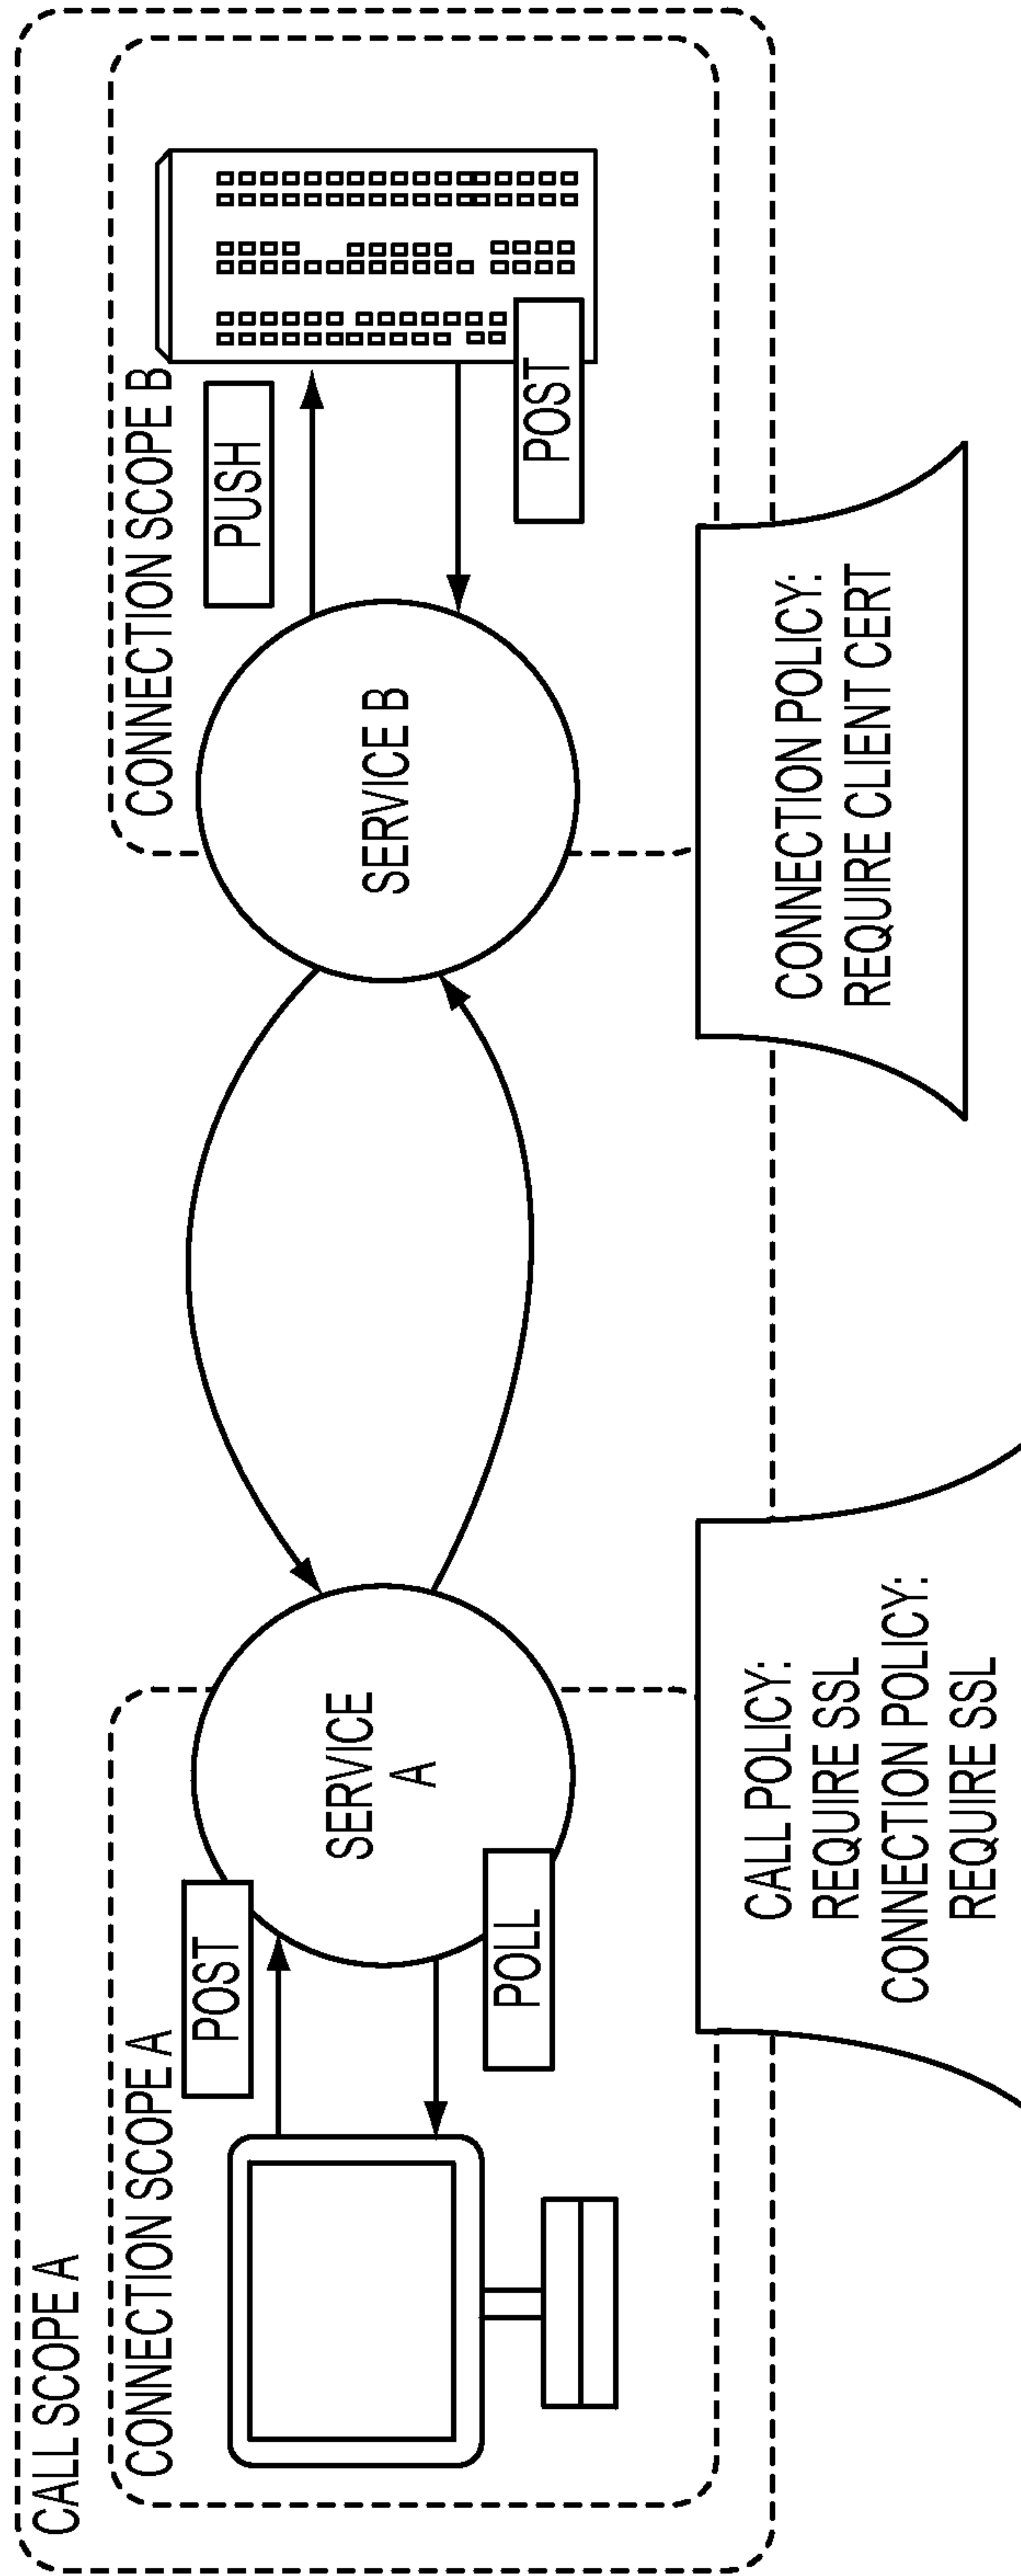 CALL SCOPE A
CONNECTION SCOPE A
CONNECTION SCOPE B
POST
PUSH
SERVICE
A
SERVICE B
POLL
POST
CALL POLICY:
REQUIRE SSL
CONNECTION POLICY:
REQUIRE SSL
CONNECTION POLICY:
REQUIRE CLIENT CERT